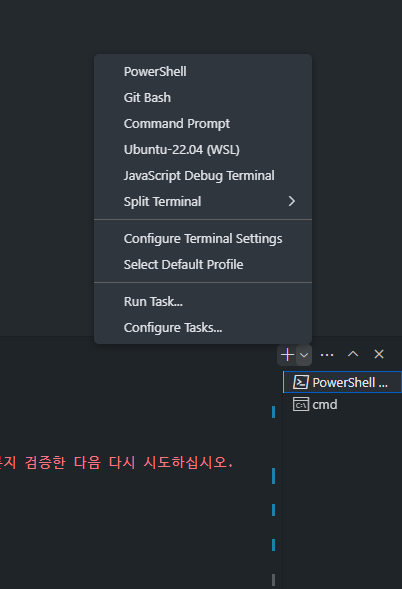 PowerShell
Git Bash
Command Prompt
Ubuntu-22.04 (WSL)
JavaScript Debug Terminal
Split Terminal
Configure Terminal Settings
Select Default Profile
Run Task...
Configure Tasks...
PowerShell ...
cmd
검증한 다음 다시 시도하십시오.